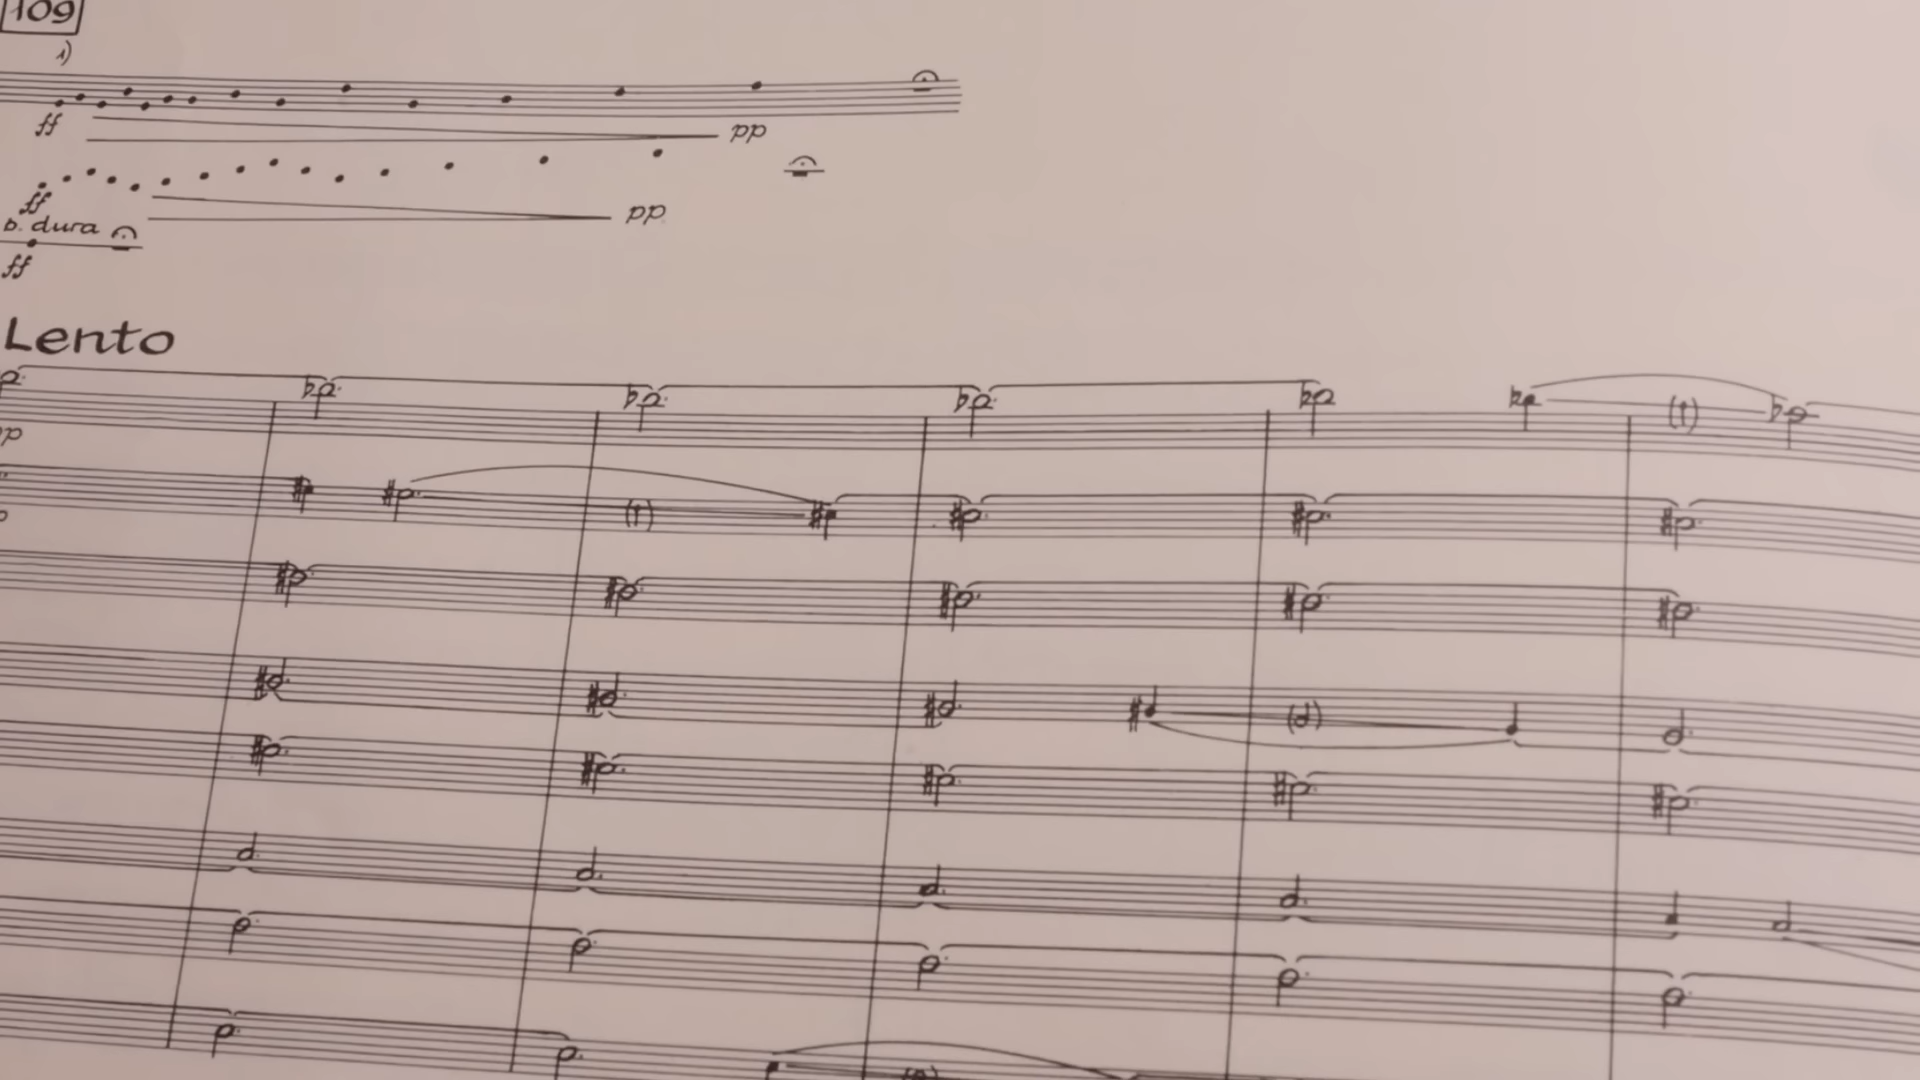 109
1)
ff
pp
ff
pp
b. dura
ff
Lento